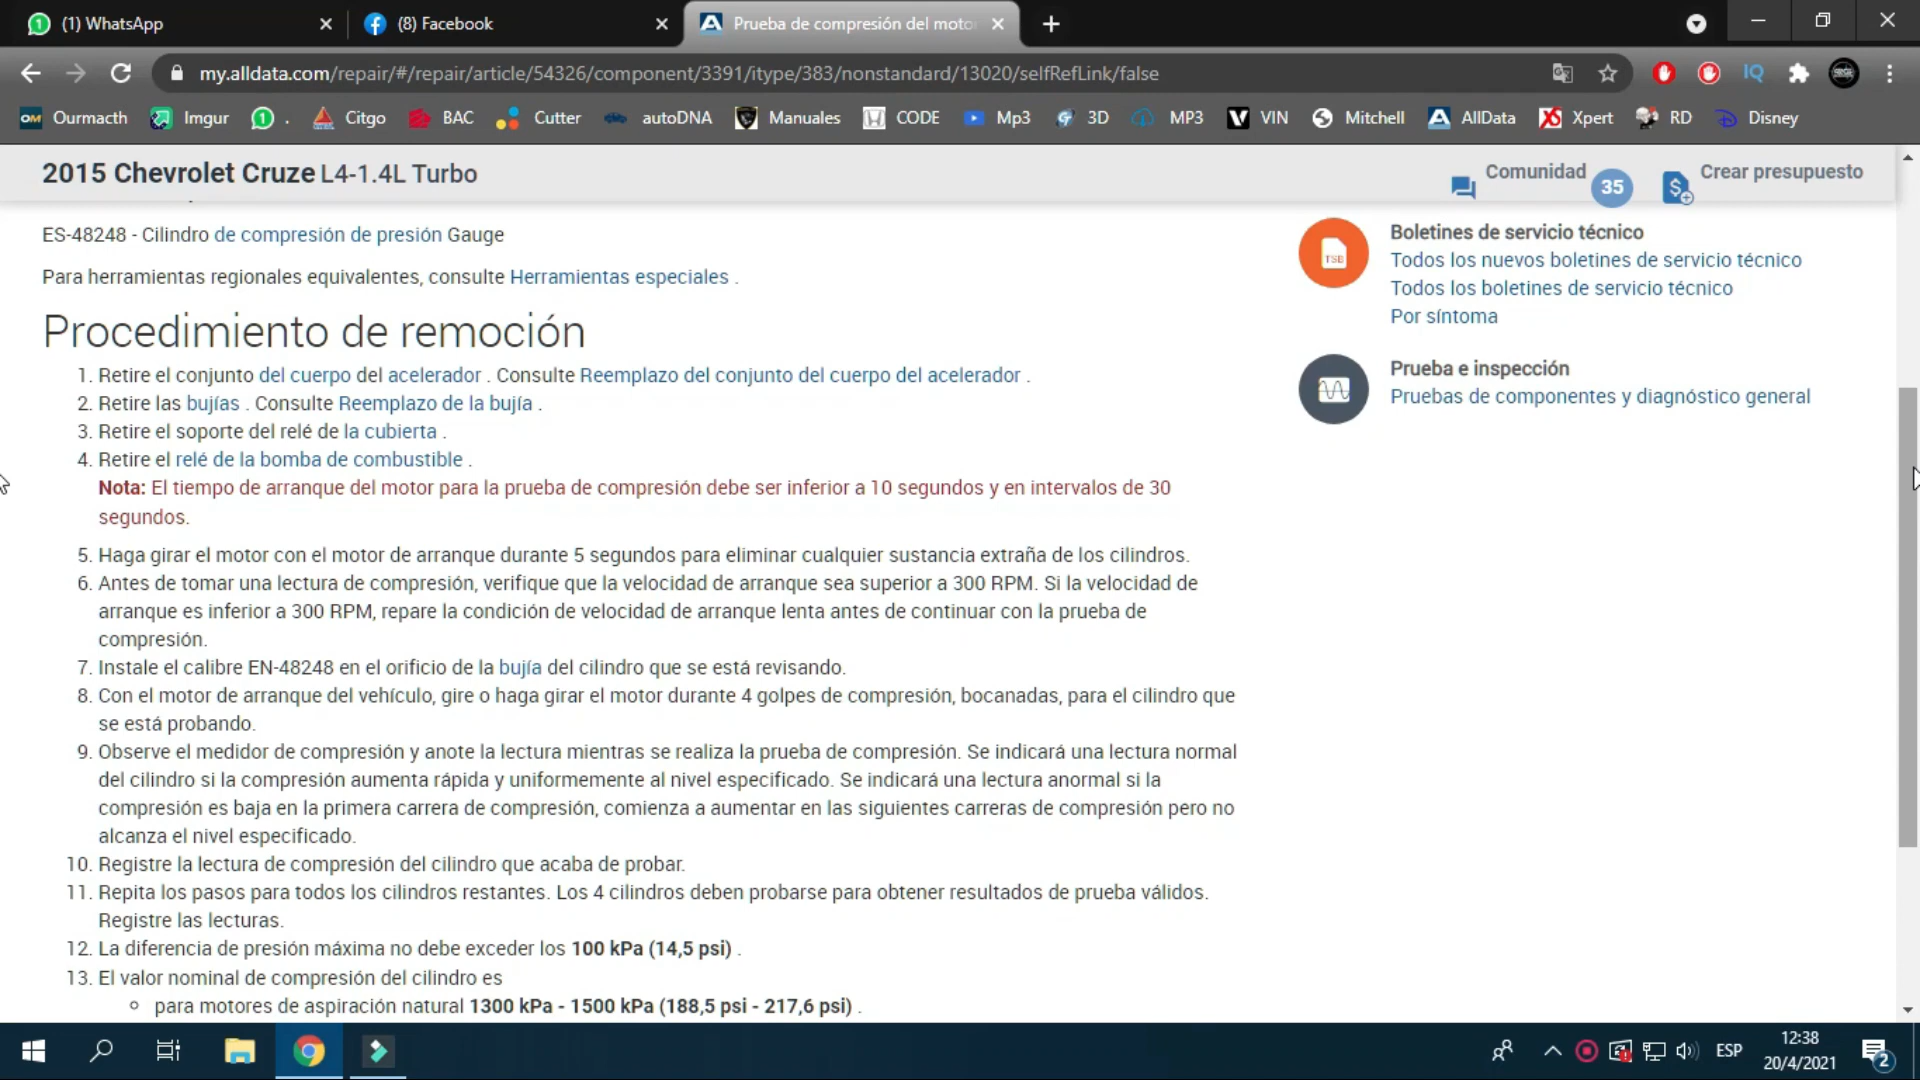 (1) WhatsApp
(8) Facebook
Prueba de compresión del moto
my.alldata.com/repair/#/repair/article/54326/component/3391/itype/383/nonstandard/13020/selfRefLink/false
IQ
OM Ourmacth Imgur . Citgo BAC Cutter autoDNA Manuales CODE Mp3 3D MP3 VIN Mitchell AllData Xpert RD Disney
2015 Chevrolet Cruze L4-1.4L Turbo
Comunidad 35
Crear presupuesto
ES-48248 - Cilindro de compresión de presión Gauge
Para herramientas regionales equivalentes, consulte Herramientas especiales .
Procedimiento de remoción
1. Retire el conjunto del cuerpo del acelerador . Consulte Reemplazo del conjunto del cuerpo del acelerador .
2. Retire las bujías . Consulte Reemplazo de la bujía .
3. Retire el soporte del relé de la cubierta .
4. Retire el relé de la bomba de combustible .
Nota: El tiempo de arranque del motor para la prueba de compresión debe ser inferior a 10 segundos y en intervalos de 30
segundos.
5. Haga girar el motor con el motor de arranque durante 5 segundos para eliminar cualquier sustancia extraña de los cilindros.
6. Antes de tomar una lectura de compresión, verifique que la velocidad de arranque sea superior a 300 RPM. Si la velocidad de
arranque es inferior a 300 RPM, repare la condición de velocidad de arranque lenta antes de continuar con la prueba de
compresión.
7. Instale el calibre EN-48248 en el orificio de la bujía del cilindro que se está revisando.
8. Con el motor de arranque del vehículo, gire o haga girar el motor durante 4 golpes de compresión, bocanadas, para el cilindro que
se está probando.
9. Observe el medidor de compresión y anote la lectura mientras se realiza la prueba de compresión. Se indicará una lectura normal
del cilindro si la compresión aumenta rápida y uniformemente al nivel especificado. Se indicará una lectura anormal si la
compresión es baja en la primera carrera de compresión, comienza a aumentar en las siguientes carreras de compresión pero no
alcanza el nivel especificado.
10. Registre la lectura de compresión del cilindro que acaba de probar.
11. Repita los pasos para todos los cilindros restantes. Los 4 cilindros deben probarse para obtener resultados de prueba válidos.
Registre las lecturas.
12. La diferencia de presión máxima no debe exceder los 100 kPa (14,5 psi) .
13. El valor nominal de compresión del cilindro es
para motores de aspiración natural 1300 kPa - 1500 kPa (188,5 psi - 217,6 psi) .
TSB
Boletines de servicio técnico
Todos los nuevos boletines de servicio técnico
Todos los boletines de servicio técnico
Por síntoma
Prueba e inspección
Pruebas de componentes y diagnóstico general
ESP
12:38
20/4/2021
2